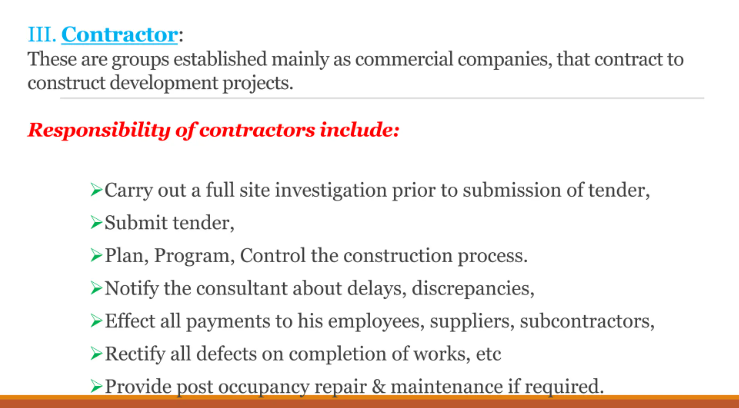 III. Contractor:
These are groups established mainly as commercial companies, that contract to
construct development projects.
Responsibility of contractors include:
➢Carry out a full site investigation prior to submission of tender,
➢Submit tender,
➢Plan, Program, Control the construction process.
➢Notify the consultant about delays, discrepancies,
➢Effect all payments to his employees, suppliers, subcontractors,
➢Rectify all defects on completion of works, etc
➢Provide post occupancy repair & maintenance if required.